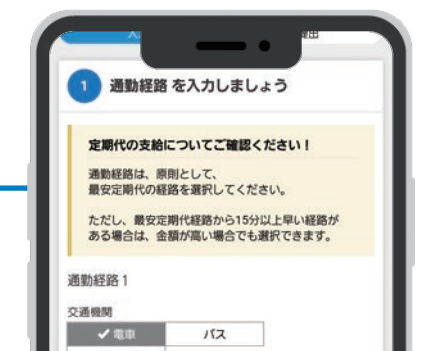 1 通勤経路 を入力しましょう
定期代の支給についてご確認ください！
通勤経路は、原則として、
最安定期代の経路を選択してください。
ただし、最安定期代経路から15分以上早い経路が
ある場合は、金額が高い場合でも選択できます。
通勤経路 1
交通機関
✔ 電車 バス